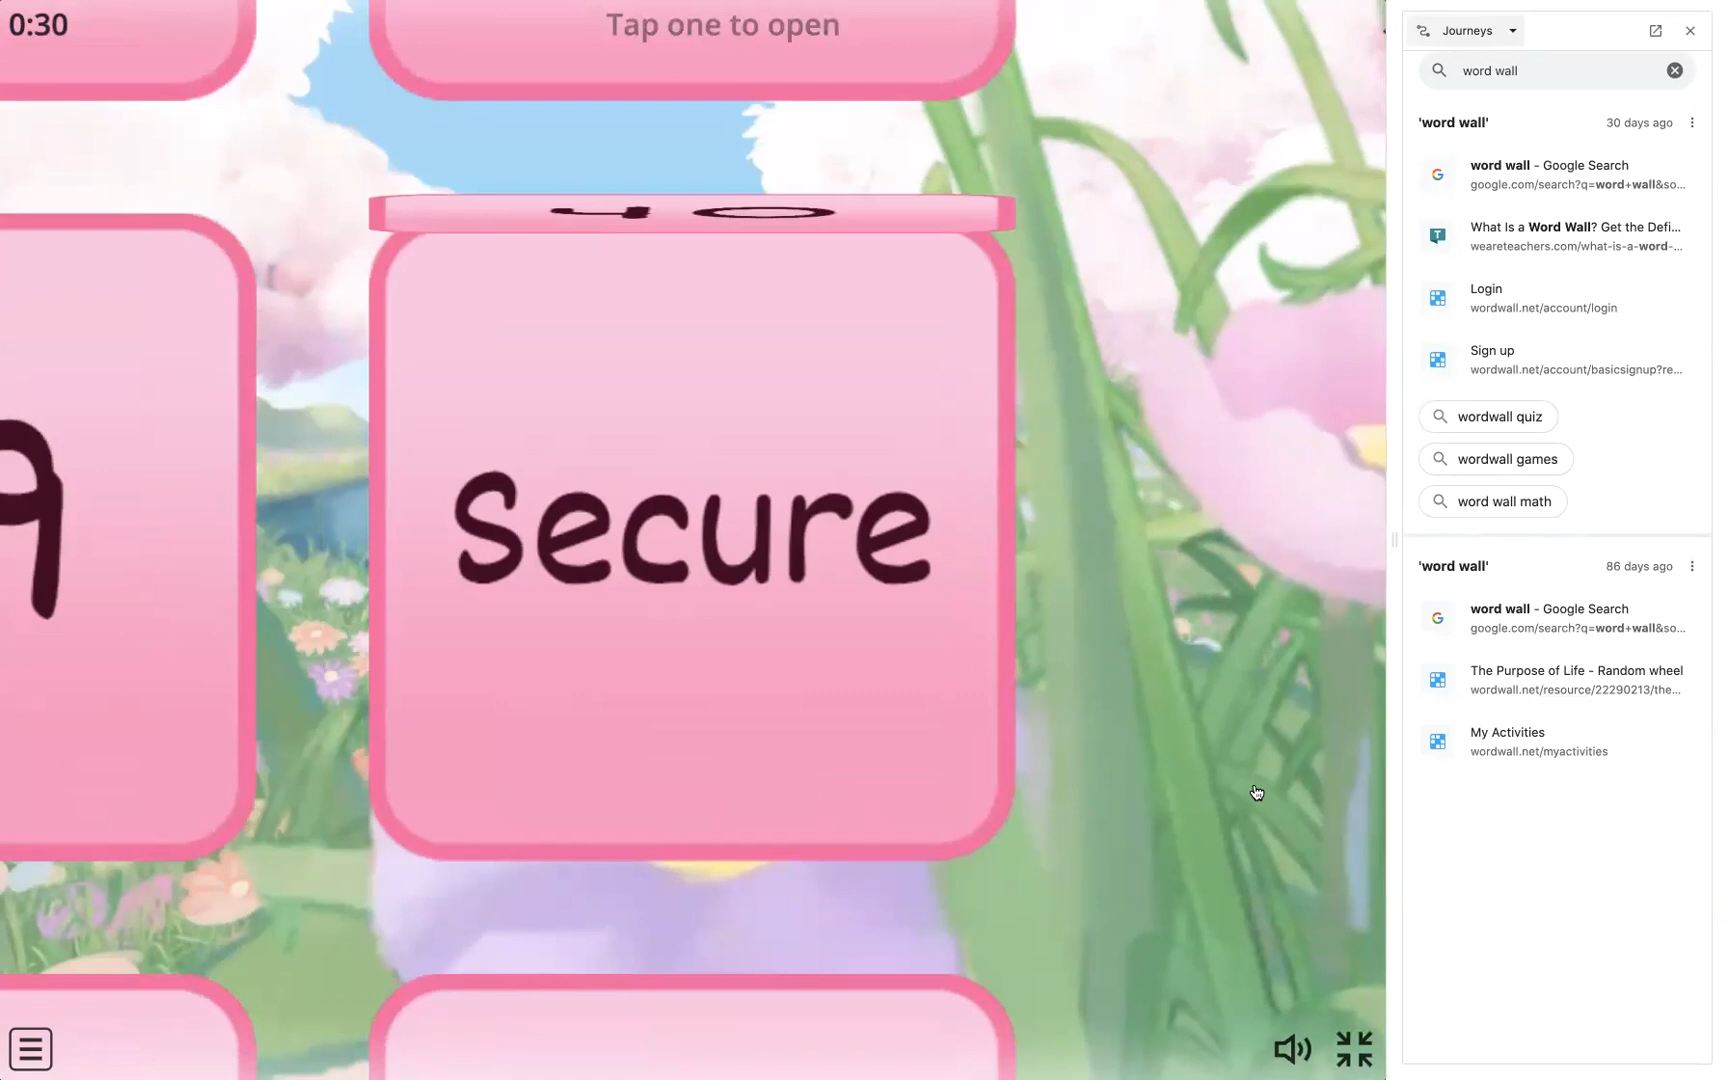 0:30
Tap one to open
9
Secure
Journeys
word wall
'word wall'
30 days ago
word wall - Google Search
google.com/search?q=word+wall&so...
What Is a Word Wall? Get the Defi...
weareteachers.com/what-is-a-word-...
Login
wordwall.net/account/login
Sign up
wordwall.net/account/basicsignup?re...
wordwall quiz
wordwall games
word wall math
'word wall'
86 days ago
word wall - Google Search
google.com/search?q=word+wall&so...
The Purpose of Life - Random wheel
wordwall.net/resource/22290213/the...
My Activities
wordwall.net/myactivities